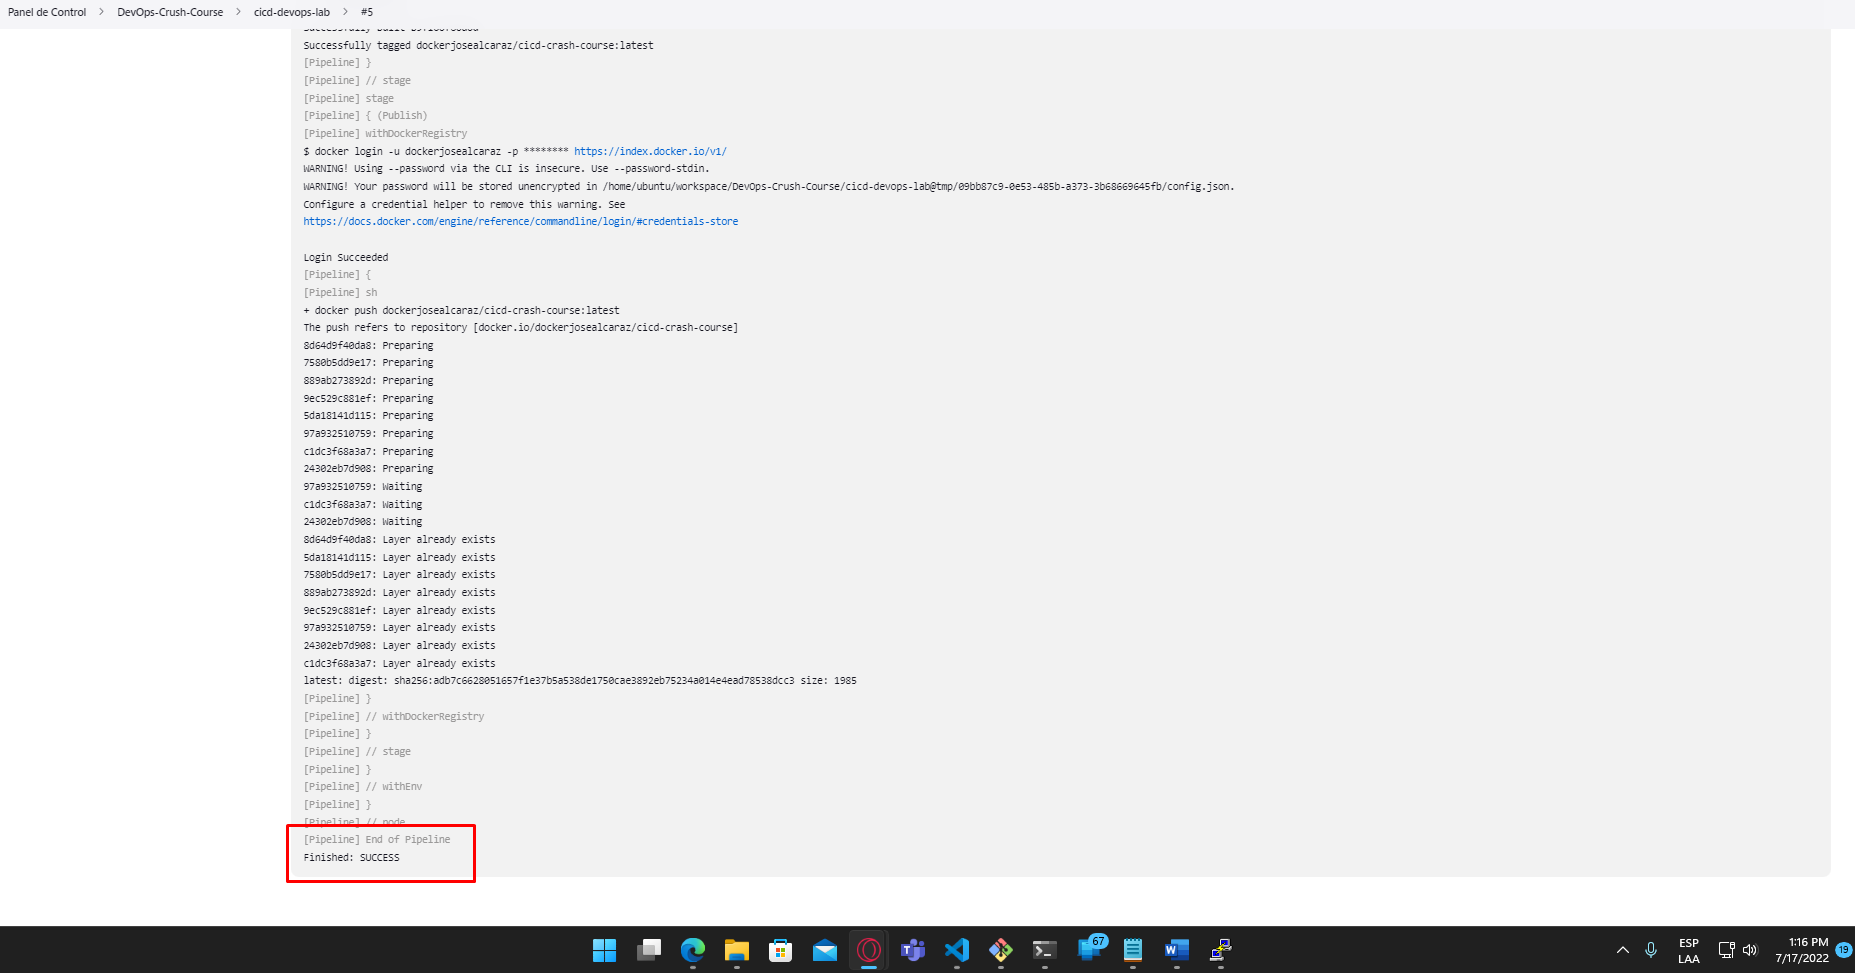 Panel de Control > DevOps-Crush-Course > cicd-devops-lab > #5
Successfully built
Successfully tagged dockerjosealcaraz/cicd-crash-course:latest
[Pipeline] }
[Pipeline] // stage
[Pipeline] stage
[Pipeline] { (Publish)
[Pipeline] withDockerRegistry
$ docker login -u dockerjosealcaraz -p ******** https://index.docker.io/v1/
WARNING! Using --password via the CLI is insecure. Use --password-stdin.
WARNING! Your password will be stored unencrypted in /home/ubuntu/workspace/DevOps-Crush-Course/cicd-devops-lab@tmp/09bb87c9-0e53-485b-a373-3b68669645fb/config.json.
Configure a credential helper to remove this warning. See
https://docs.docker.com/engine/reference/commandline/login/#credentials-store
Login Succeeded
[Pipeline] {
[Pipeline] sh
+ docker push dockerjosealcaraz/cicd-crash-course:latest
The push refers to repository [docker.io/dockerjosealcaraz/cicd-crash-course]
8d64d9f40da8: Preparing
7580b5dd9e17: Preparing
889ab273892d: Preparing
9ec529c881ef: Preparing
5da18141d115: Preparing
97a932510759: Preparing
c1dc3f68a3a7: Preparing
24302eb7d908: Preparing
97a932510759: Waiting
c1dc3f68a3a7: Waiting
24302eb7d908: Waiting
8d64d9f40da8: Layer already exists
5da18141d115: Layer already exists
7580b5dd9e17: Layer already exists
889ab273892d: Layer already exists
9ec529c881ef: Layer already exists
97a932510759: Layer already exists
24302eb7d908: Layer already exists
c1dc3f68a3a7: Layer already exists
latest: digest: sha256:adb7c6628051657f1e37b5a538de1750cae3892eb75234a014e4ead78538dcc3 size: 1985
[Pipeline] }
[Pipeline] // withDockerRegistry
[Pipeline] }
[Pipeline] // stage
[Pipeline] }
[Pipeline] // withEnv
[Pipeline] }
[Pipeline] // node
[Pipeline] End of Pipeline
Finished: SUCCESS
67
ESP
LAA
1:16 PM
7/17/2022
19